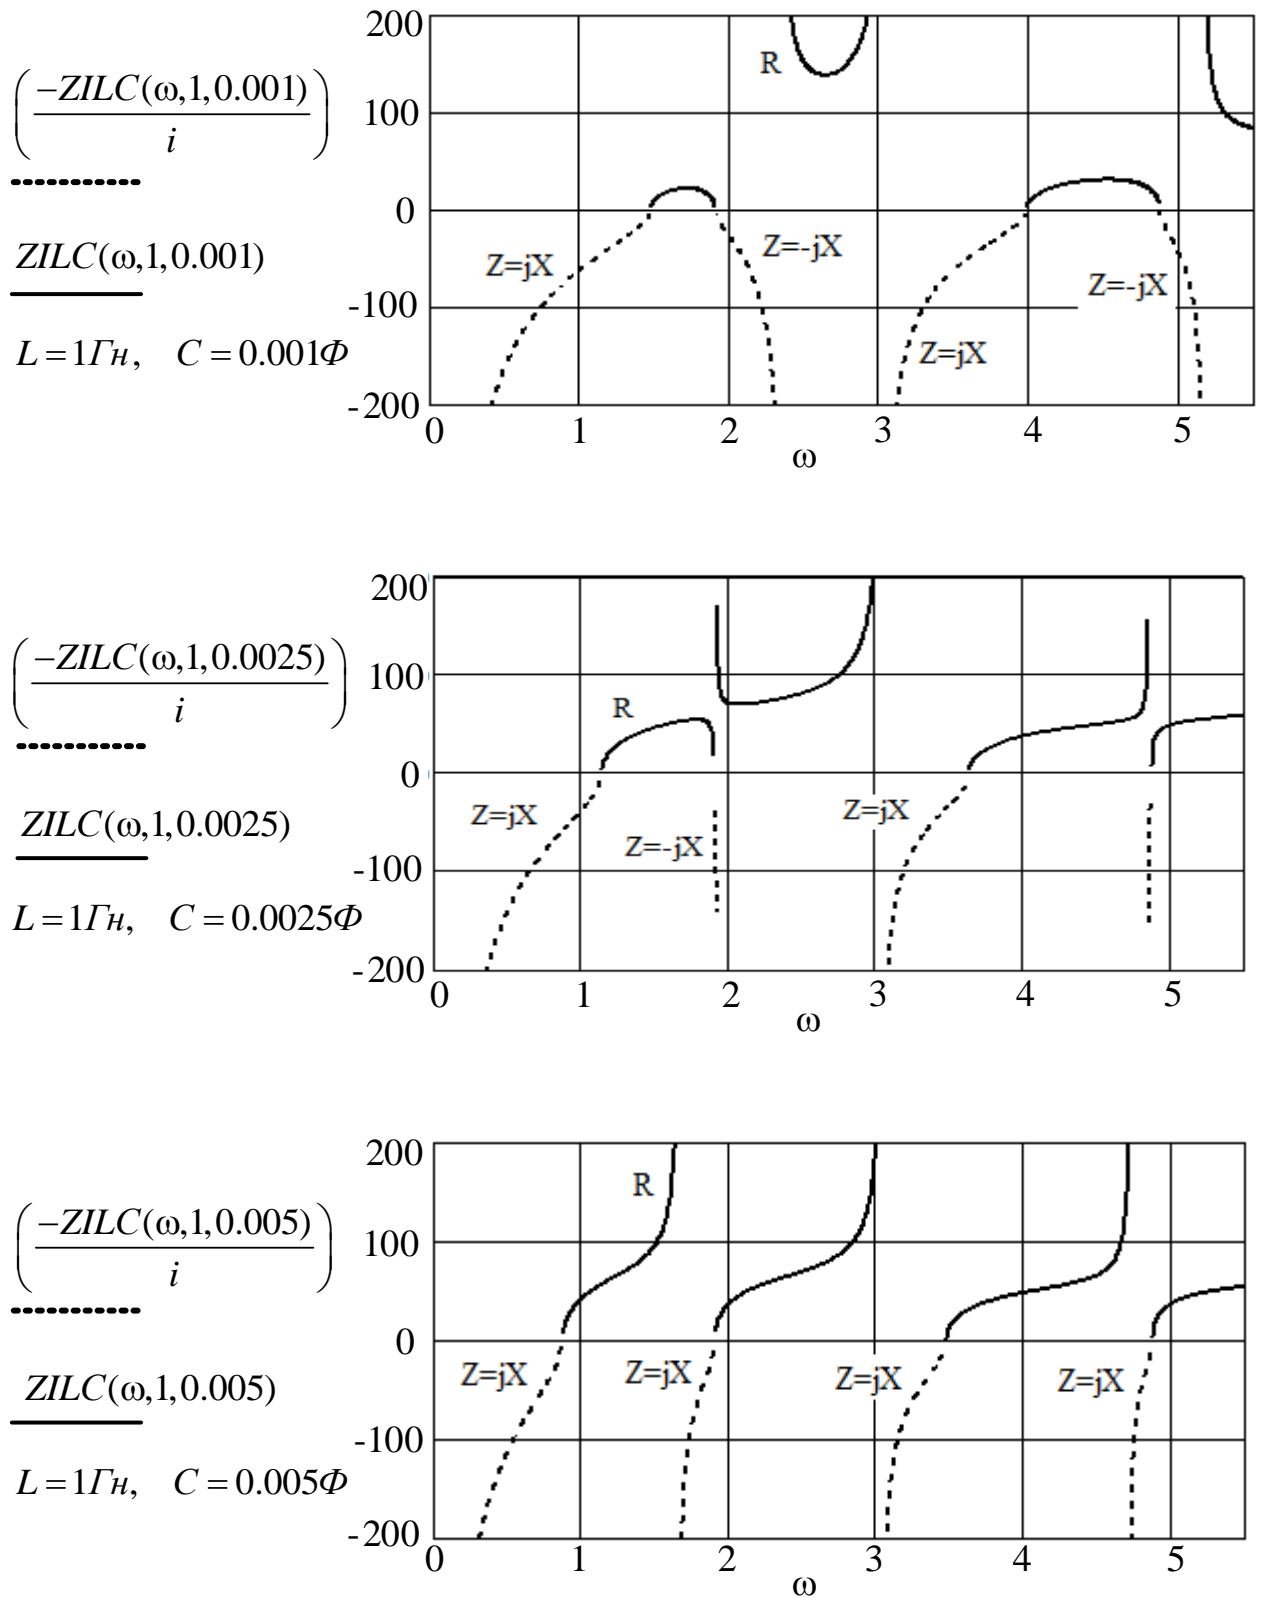 200
100
0
-100
-200
0 1 2 3 4 5
ω
R
Z=jX
Z=-jX
Z=jX
Z=-jX
(-ZILC(ω,1,0.001) / i)
ZILC(ω,1,0.001)
L=1Гн, C=0.001Ф
200
100
0
-100
-200
0 1 2 3 4 5
ω
R
Z=jX
Z=-jX
Z=jX
(-ZILC(ω,1,0.0025) / i)
ZILC(ω,1,0.0025)
L=1Гн, C=0.0025Ф
200
100
0
-100
-200
0 1 2 3 4 5
ω
R
Z=jX
Z=jX
Z=jX
Z=jX
(-ZILC(ω,1,0.005) / i)
ZILC(ω,1,0.005)
L=1Гн, C=0.005Ф